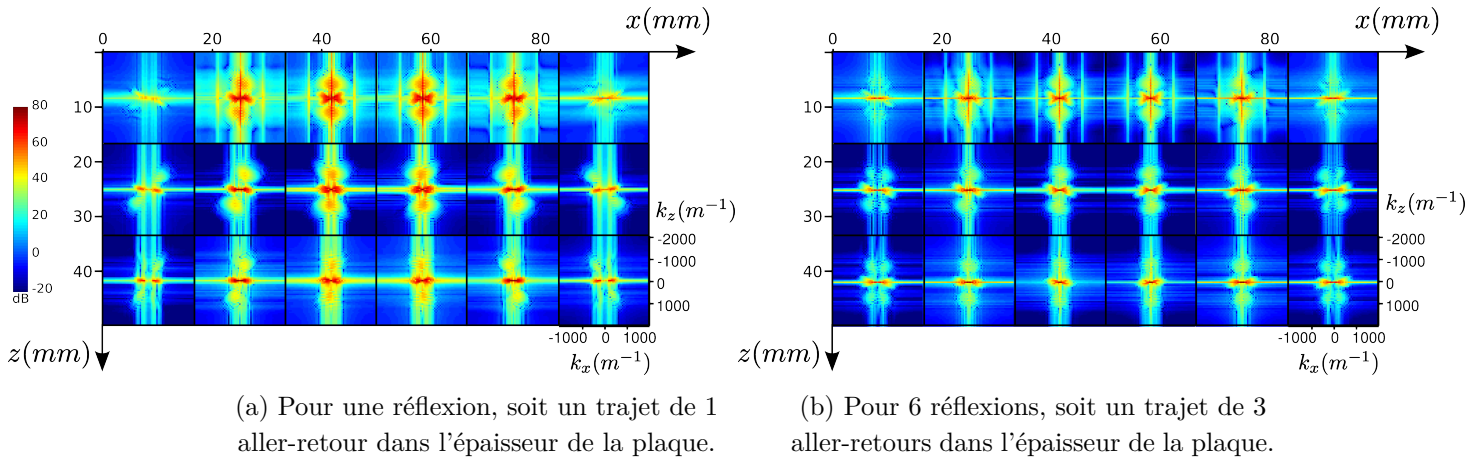 x(mm)
0 20 40 60 80
80
60
40
20
0
-20
dB
10
20
30
40
k_z(m^{-1})
-2000
-1000
0
1000
-1000 0 1000
k_x(m^{-1})
z(mm)
x(mm)
0 20 40 60 80
10
20
30
40
k_z(m^{-1})
-2000
-1000
0
1000
-1000 0 1000
k_x(m^{-1})
z(mm)
(a) Pour une réflexion, soit un trajet de 1
aller-retour dans l'épaisseur de la plaque.
(b) Pour 6 réflexions, soit un trajet de 3
aller-retours dans l'épaisseur de la plaque.